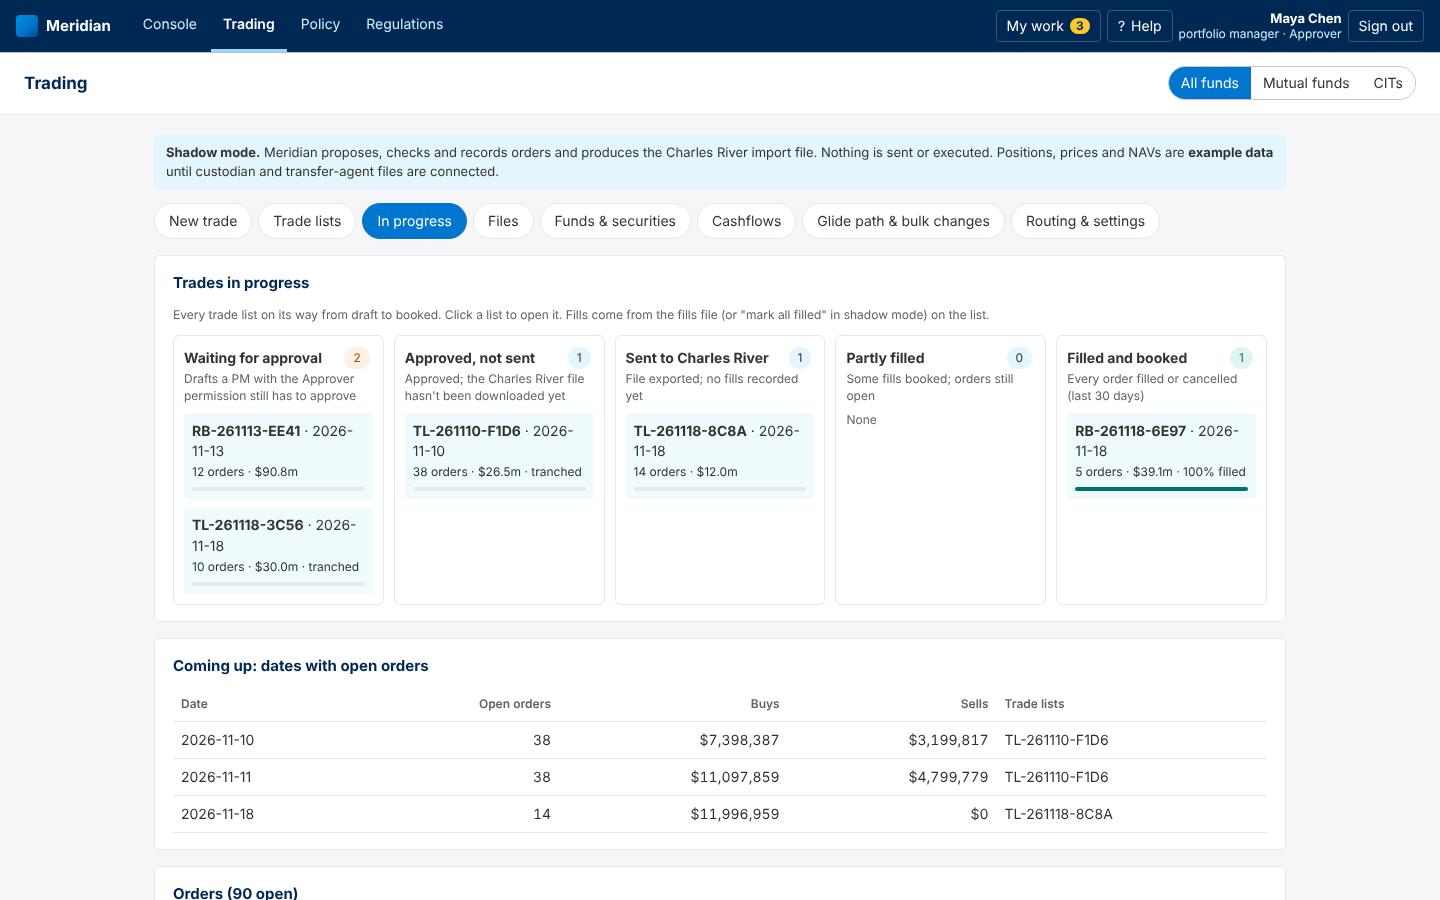 Meridian
Console
Trading
Policy
Regulations
My work 3
? Help
Maya Chen
portfolio manager · Approver
Sign out
Trading
All funds
Mutual funds
CITs
Shadow mode. Meridian proposes, checks and records orders and produces the Charles River import file. Nothing is sent or executed. Positions, prices and NAVs are example data
until custodian and transfer-agent files are connected.
New trade
Trade lists
In progress
Files
Funds & securities
Cashflows
Glide path & bulk changes
Routing & settings
Trades in progress
Every trade list on its way from draft to booked. Click a list to open it. Fills come from the fills file (or "mark all filled" in shadow mode) on the list.
Waiting for approval 2
Drafts a PM with the Approver
permission still has to approve
RB-261113-EE41 · 2026-
11-13
12 orders · $90.8m
TL-261118-3C56 · 2026-
11-18
10 orders · $30.0m · tranched
Approved, not sent 1
Approved; the Charles River file
hasn't been downloaded yet
TL-261110-F1D6 · 2026-
11-10
38 orders · $26.5m · tranched
Sent to Charles River 1
File exported; no fills recorded
yet
TL-261118-8C8A · 2026-
11-18
14 orders · $12.0m
Partly filled 0
Some fills booked; orders still
open
None
Filled and booked 1
Every order filled or cancelled
(last 30 days)
RB-261118-6E97 · 2026-
11-18
5 orders · $39.1m · 100% filled
Coming up: dates with open orders
Date Open orders Buys Sells Trade lists
2026-11-10 38 $7,398,387 $3,199,817 TL-261110-F1D6
2026-11-11 38 $11,097,859 $4,799,779 TL-261110-F1D6
2026-11-18 14 $11,996,959 $0 TL-261118-8C8A
Orders (90 open)